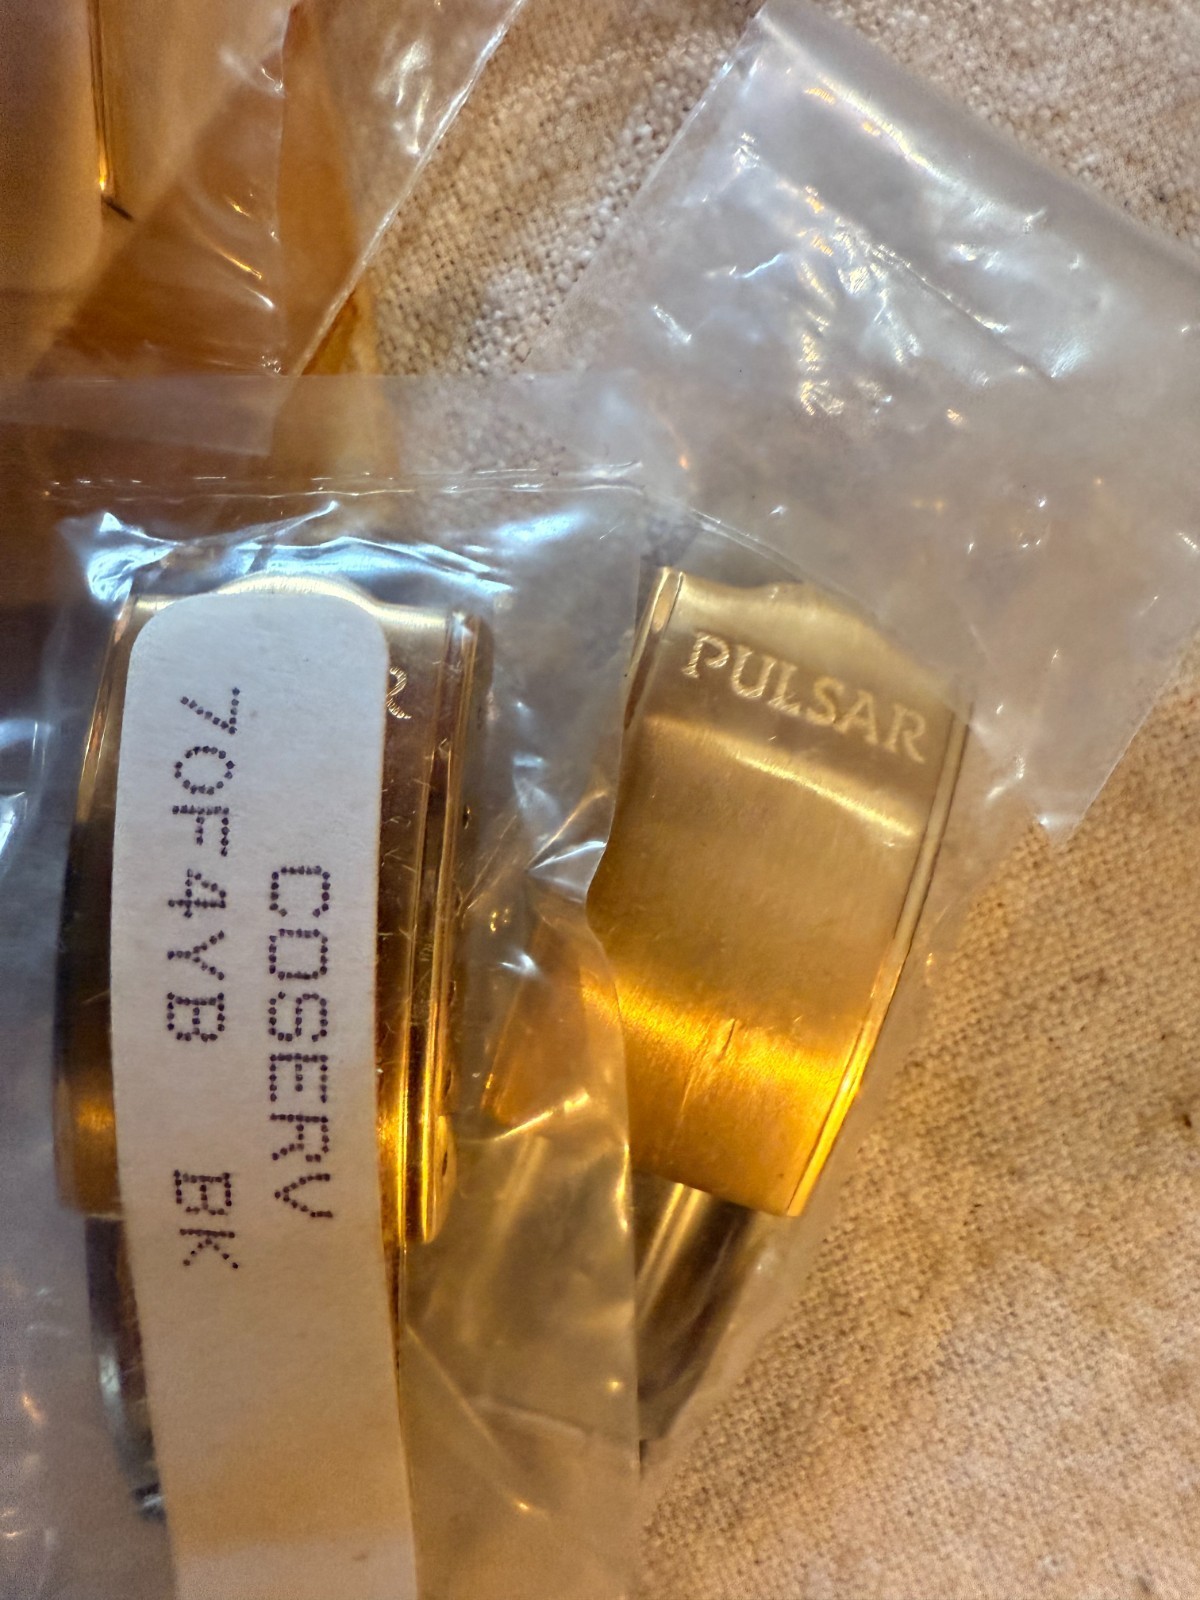 COSERV
70F4YB BK
PULSAR